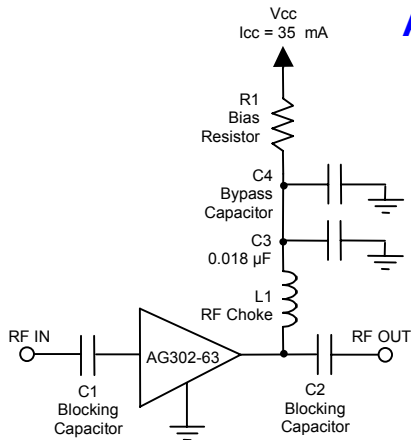 Vcc
Icc = 35 mA
R1
Bias
Resistor
C4
Bypass
Capacitor
C3
0.018 µF
L1
RF Choke
RF IN
AG302-63
RF OUT
C1
Blocking
Capacitor
C2
Blocking
Capacitor